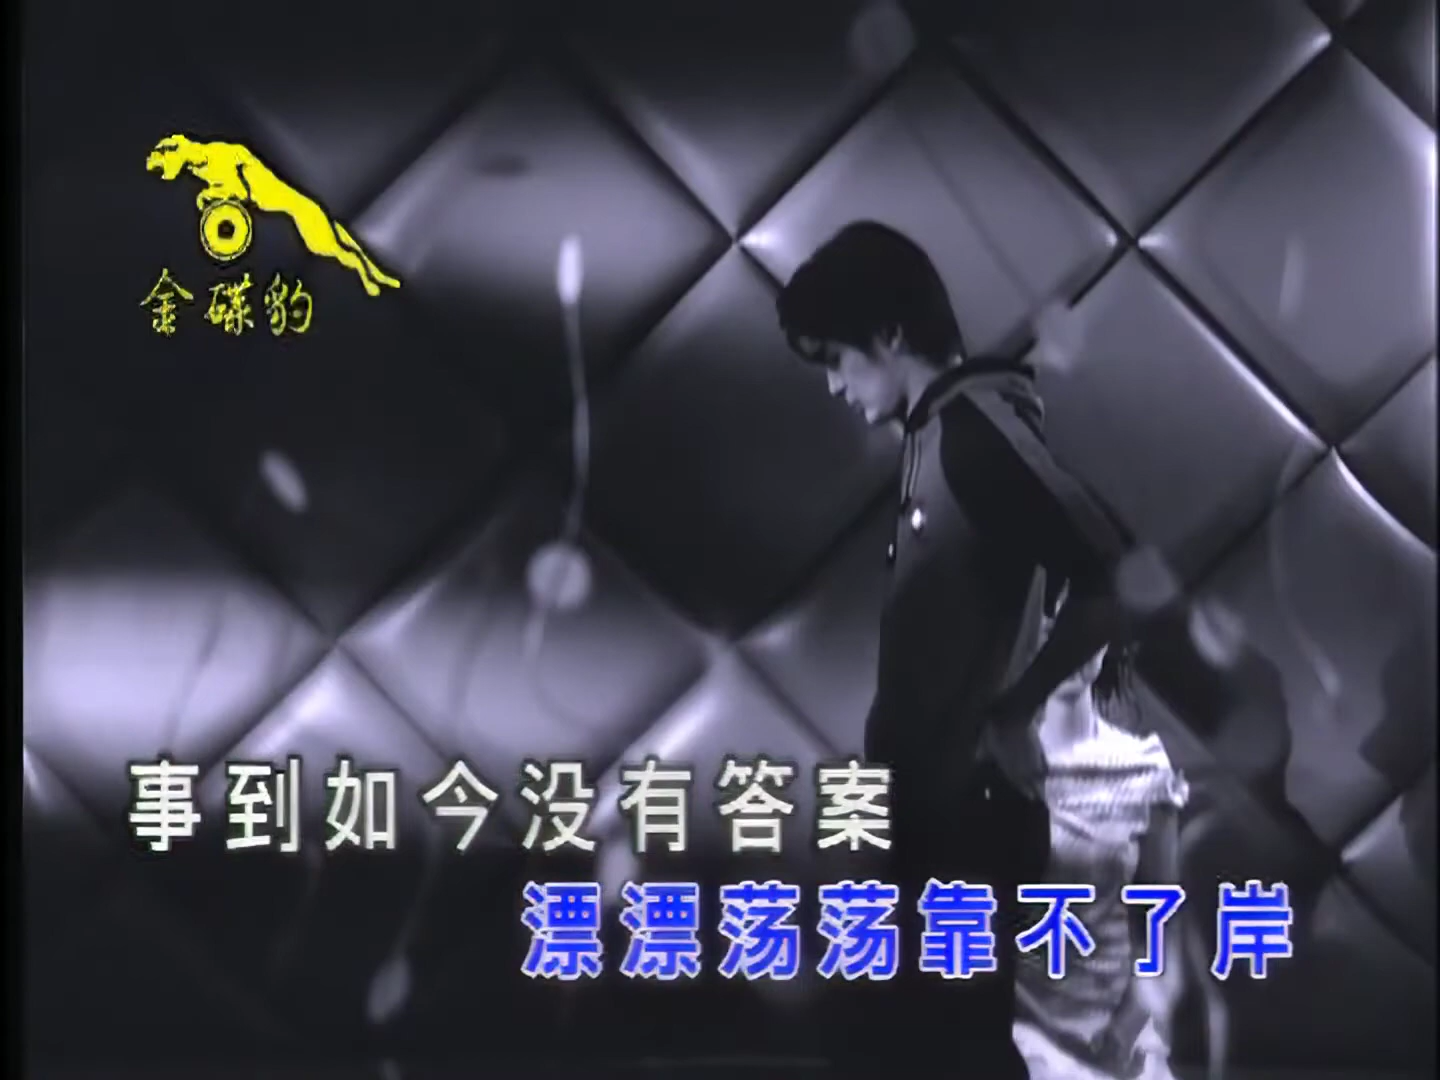 金碟豹
事到如今没有答案
漂漂荡荡靠不了岸